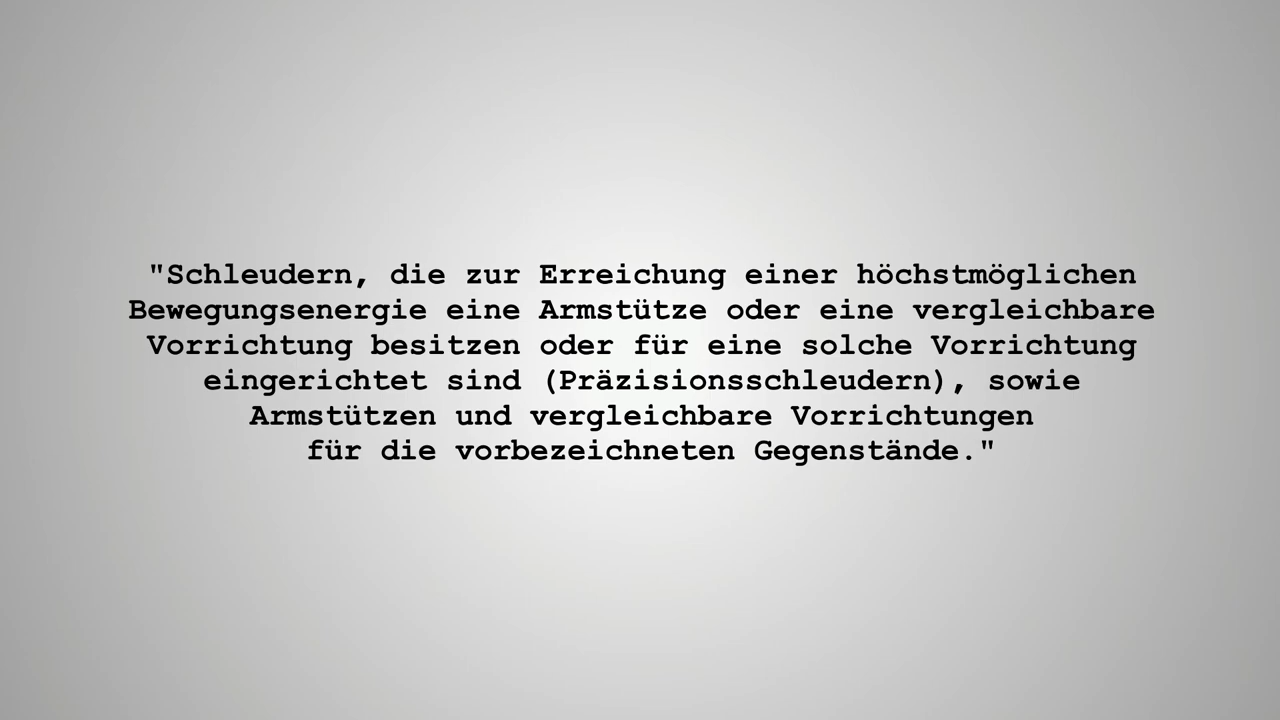 "Schleudern, die zur Erreichung einer höchstmöglichen
Bewegungsenergie eine Armstütze oder eine vergleichbare
Vorrichtung besitzen oder für eine solche Vorrichtung
eingerichtet sind (Präzisionsschleudern), sowie
Armstützen und vergleichbare Vorrichtungen
für die vorbezeichneten Gegenstände."